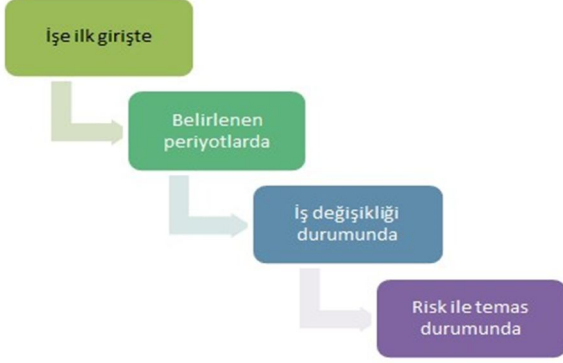 İşe ilk girişte
Belirlenen
periyotlarda
İş değişikliği
durumunda
Risk ile temas
durumunda